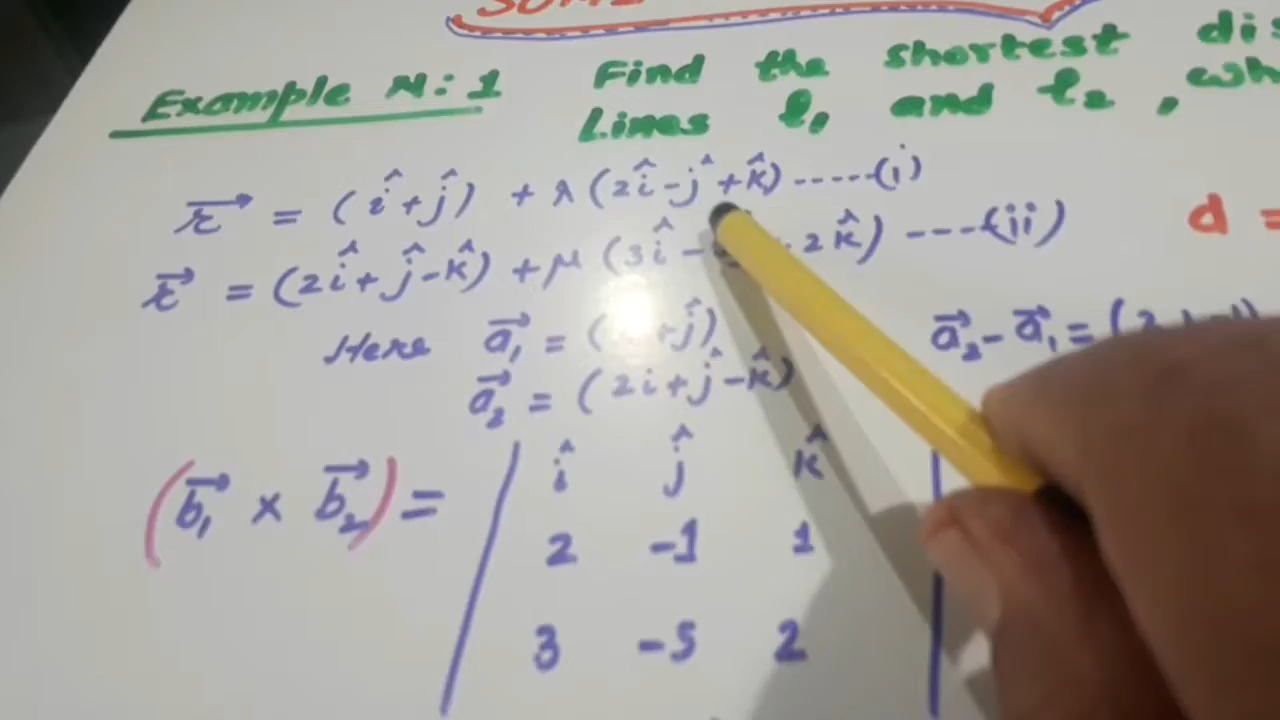 Example N: 1 Find the shortest
Lines l₁ and l₂ ,
r⃗ = (î+ĵ) + λ (2î-ĵ+k̂) -----(i)
r⃗ = (2î+ĵ-k̂) +μ (3î- 2k̂) ----(ii)
d =
Here a⃗₁ = ( +ĵ)
a⃗₂ - a⃗₁ =
a⃗₂ = (2i+ĵ-k̂)
(b⃗₁ × b⃗₂) = | î ĵ k̂ |
2 -1 1
3 -5 2